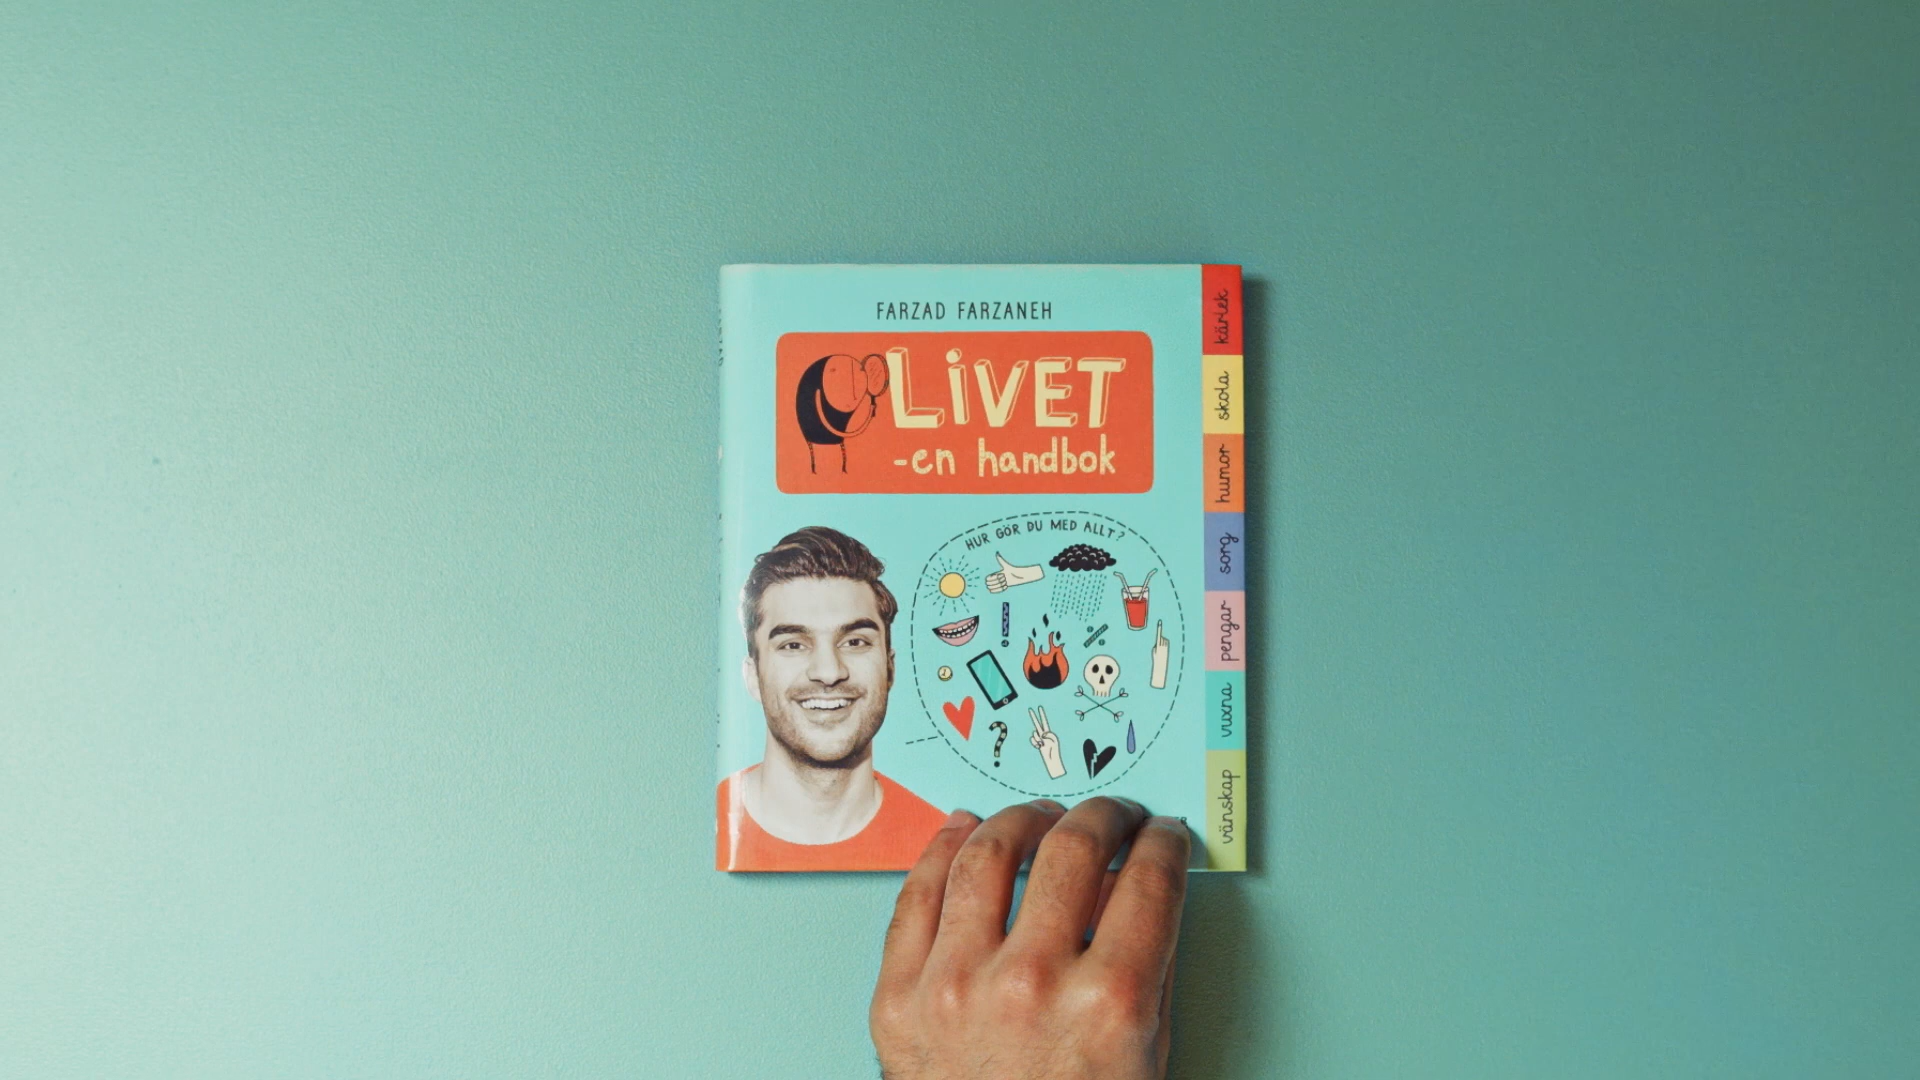 FARZAD FARZANEH
LiVET
-en handbok
HUR GÖR DU MED ALLT?
kärlek
skola
humor
sorg
pengar
vuxna
vänskap